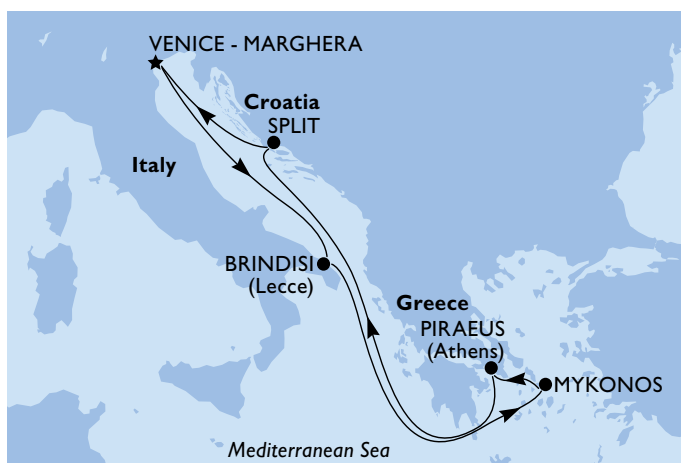 VENICE - MARGHERA
Croatia
SPLIT
Italy
BRINDISI
(Lecce)
Greece
PIRAEUS
(Athens)
MYKONOS
Mediterranean Sea